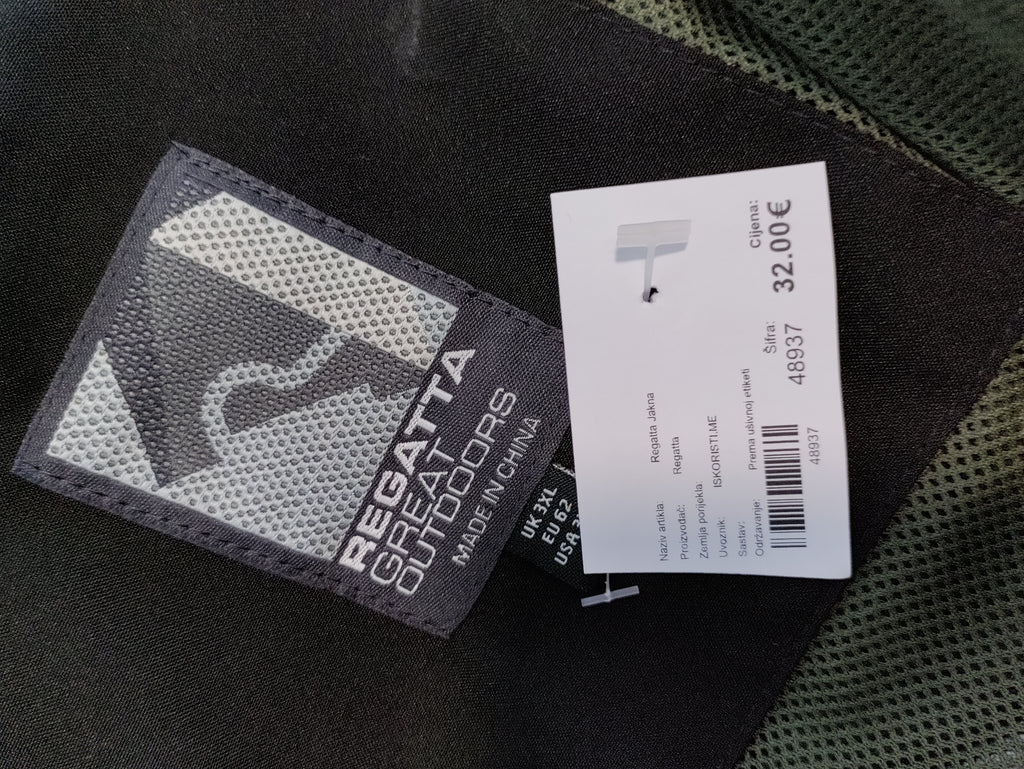 REGATTA
GREAT
OUTDOORS
MADE IN CHINA
UK 3XL
EU 62
USA
Naziv artikla: Regatta Jakna
Proizvođač: Regatta
Zemlja porijekla:
Uvoznik: ISKORISTI.ME
Sastav:
Održavanje: Prema ušivnoj etiketi
48937
Šifra:
48937
Cijena:
32.00€